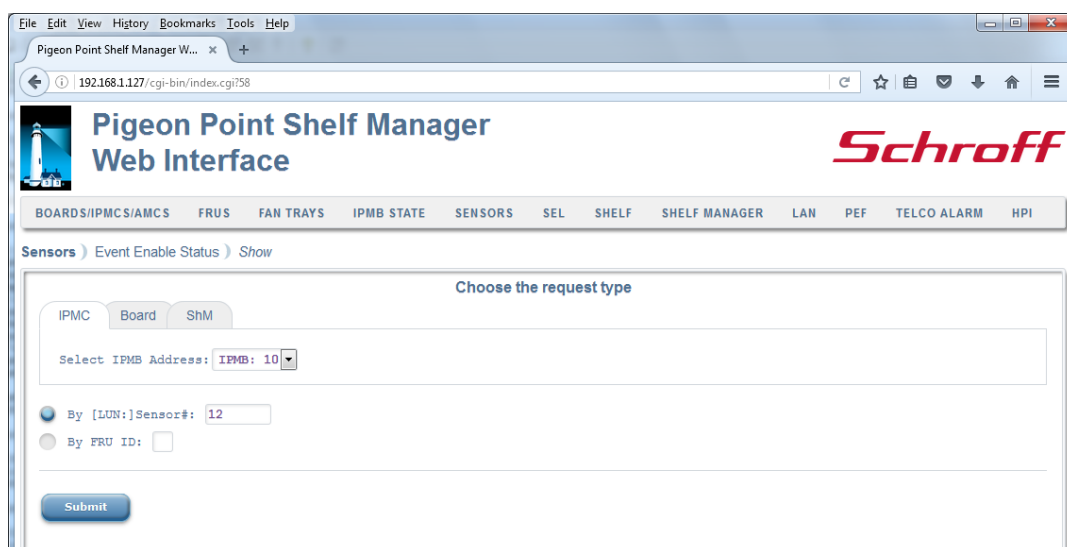 File Edit View History Bookmarks Tools Help
Pigeon Point Shelf Manager W... × +
192.168.1.127/cgi-bin/index.cgi?58
Pigeon Point Shelf Manager
Web Interface
Schroff
BOARDS/IPMCS/AMCS FRUS FAN TRAYS IPMB STATE SENSORS SEL SHELF SHELF MANAGER LAN PEF TELCO ALARM HPI
Sensors ) Event Enable Status ) Show
Choose the request type
IPMC Board ShM
Select IPMB Address: IPMB: 10
By [LUN:]Sensor#: 12
By FRU ID:
Submit